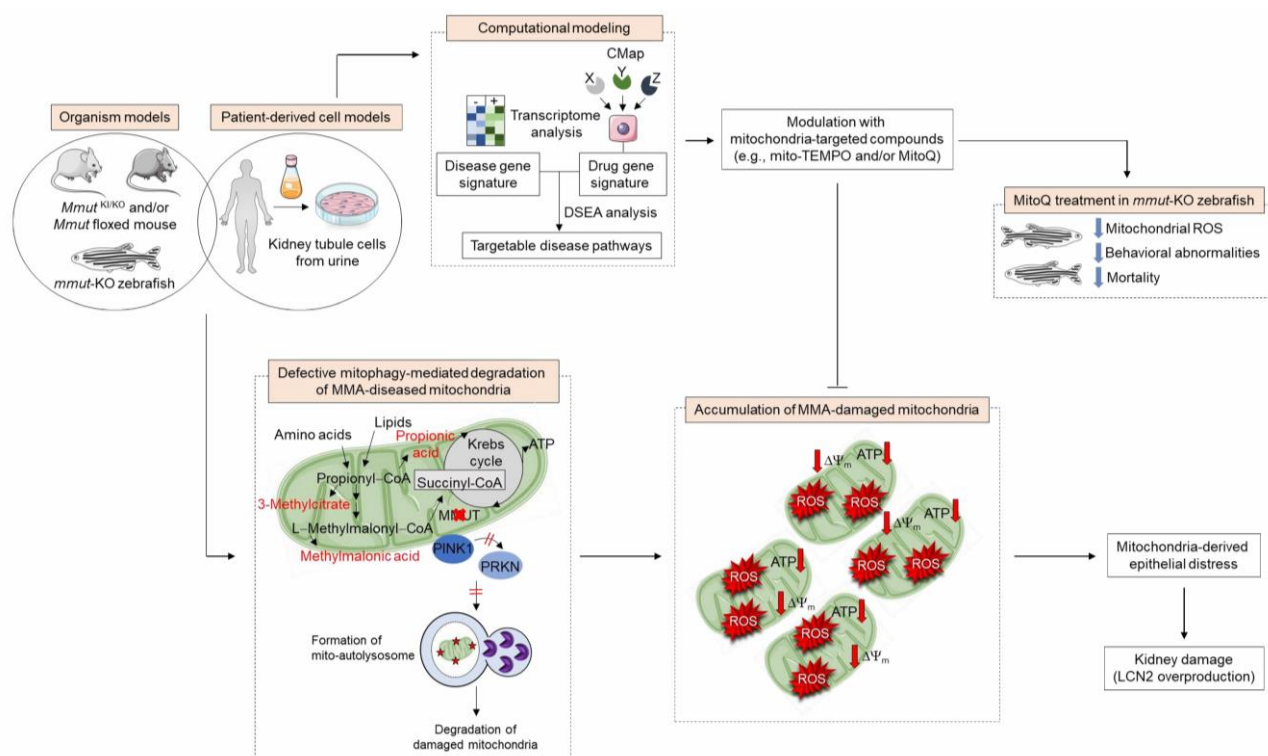 Computational modeling
CMap
X Y Z
- +
Transcriptome
analysis
Disease gene
signature
Drug gene
signature
DSEA analysis
Targetable disease pathways
Organism models
Patient-derived cell models
Mmut KI/KO and/or
Mmut floxed mouse
mmut-KO zebrafish
Kidney tubule cells
from urine
Modulation with
mitochondria-targeted compounds
(e.g., mito-TEMPO and/or MitoQ)
MitoQ treatment in mmut-KO zebrafish
Mitochondrial ROS
Behavioral abnormalities
Mortality
Defective mitophagy-mediated degradation
of MMA-diseased mitochondria
Lipids
Amino acids
Propionic
acid
Krebs
cycle
ATP
Propionyl–CoA
Succinyl-CoA
3-Methylcitrate
MMUT
L–Methylmalonyl–CoA
Methylmalonic acid
PINK1
PRKN
Formation of
mito-autolysosome
Degradation of
damaged mitochondria
Accumulation of MMA-damaged mitochondria
ΔΨm ATP
ROS ROS
ΔΨm ATP
ROS ROS
ATP
ROS
ΔΨm
ROS
ATP
ROS
ΔΨm
ROS
Mitochondria-derived
epithelial distress
Kidney damage
(LCN2 overproduction)